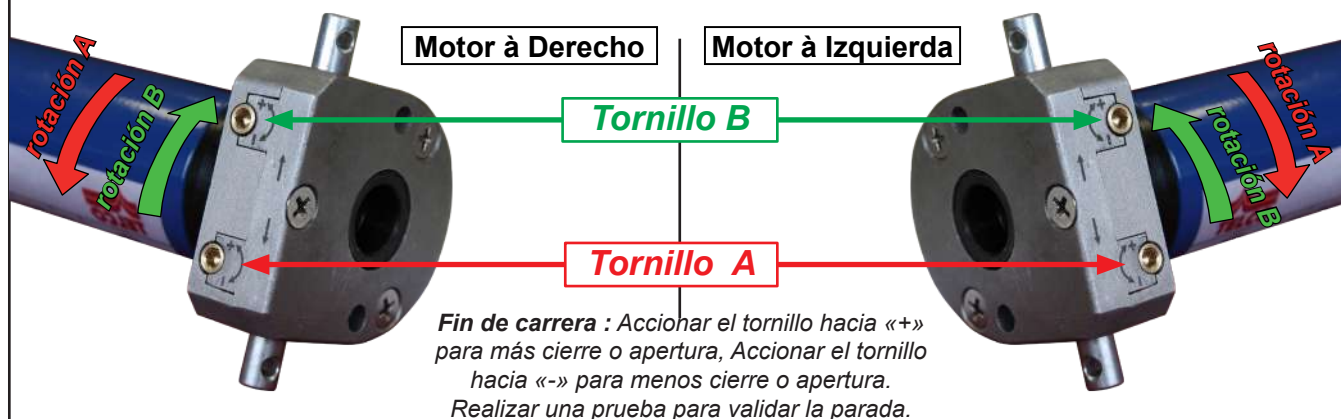 Motor à Derecho
Motor à Izquierda
rotación A
rotación B
Tornillo B
rotación A
rotación B
Tornillo A
Fin de carrera : Accionar el tornillo hacia «+»
para más cierre o apertura, Accionar el tornillo
hacia «-» para menos cierre o apertura.
Realizar una prueba para validar la parada.